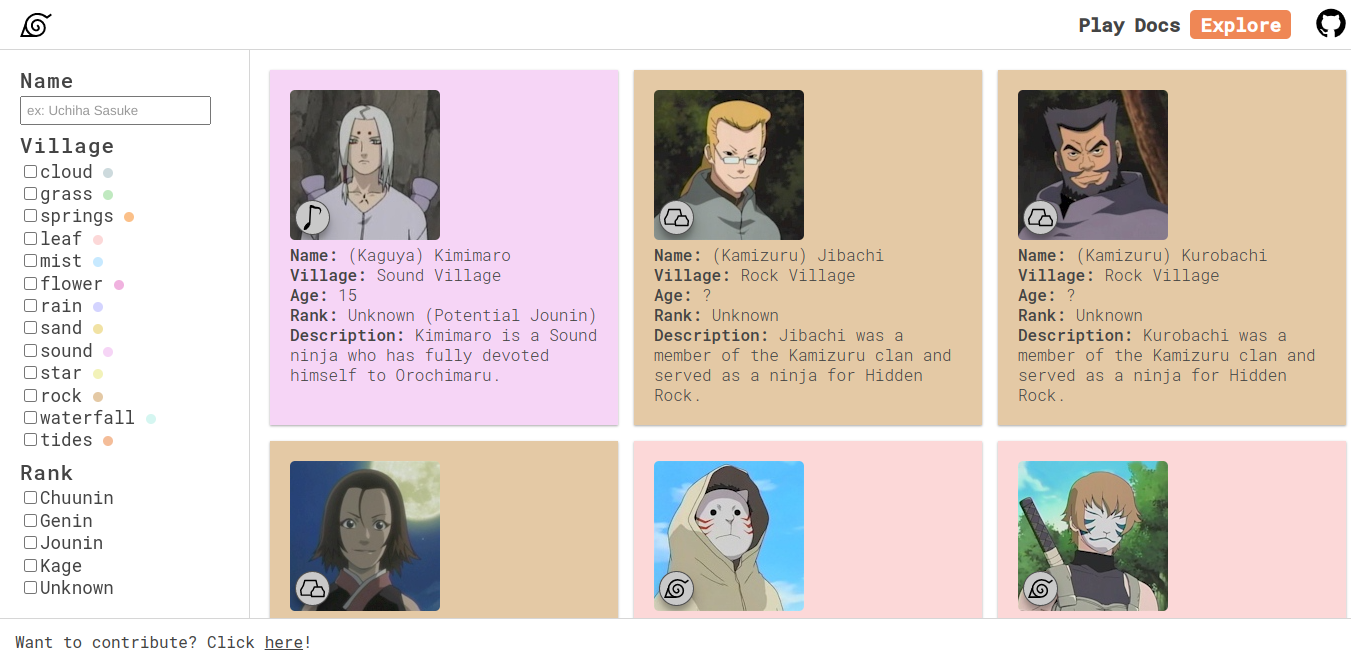 Play Docs Explore
Name
ex: Uchiha Sasuke
Village
cloud
grass
springs
leaf
mist
flower
rain
sand
sound
star
rock
waterfall
tides
Rank
Chuunin
Genin
Jounin
Kage
Unknown
Name: (Kaguya) Kimimaro
Village: Sound Village
Age: 15
Rank: Unknown (Potential Jounin)
Description: Kimimaro is a Sound
ninja who has fully devoted
himself to Orochimaru.
Name: (Kamizuru) Jibachi
Village: Rock Village
Age: ?
Rank: Unknown
Description: Jibachi was a
member of the Kamizuru clan and
served as a ninja for Hidden
Rock.
Name: (Kamizuru) Kurobachi
Village: Rock Village
Age: ?
Rank: Unknown
Description: Kurobachi was a
member of the Kamizuru clan and
served as a ninja for Hidden
Rock.
Want to contribute? Click here!